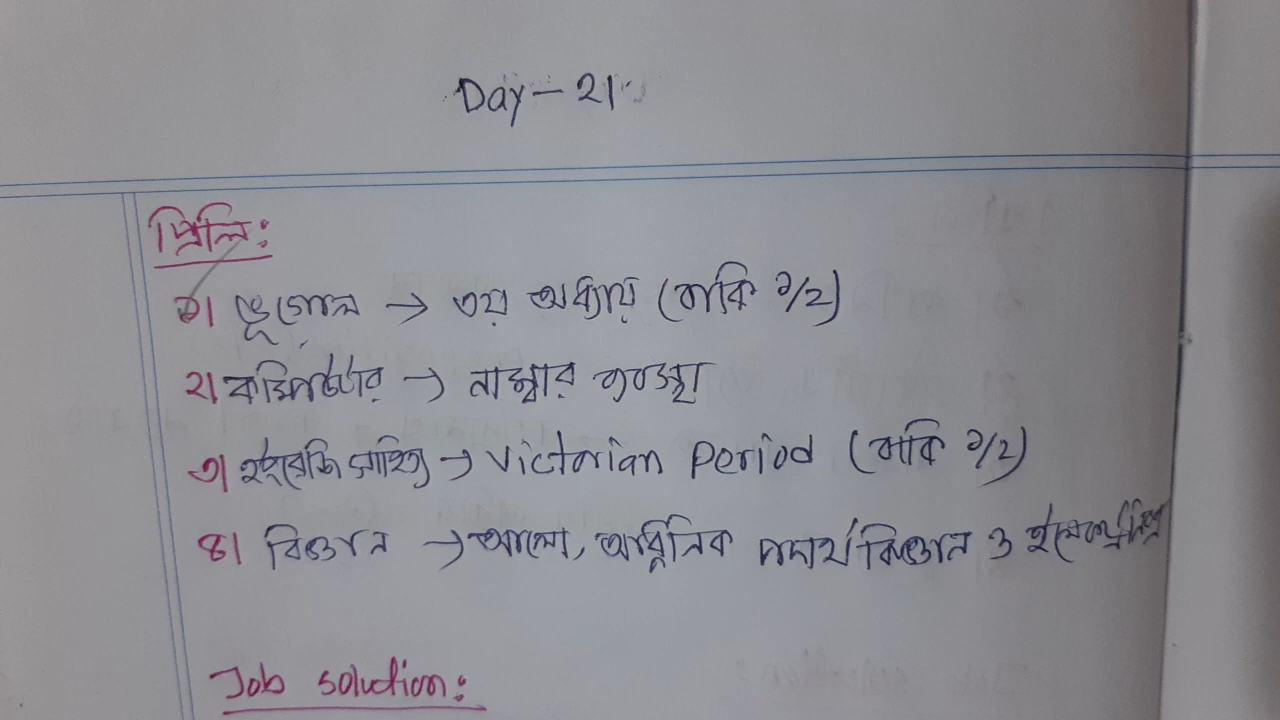 Day - 21
প্রিলি:
১। ভূগোল → ৩য় অধ্যায় (বাকি ১/২)
২। কম্পিউটার → নাম্বার ব্যবস্থা
৩। ইংরেজি সাহিত্য → Victorian Period (বাকি ১/২)
৪। বিজ্ঞান → আলো, আধুনিক পদার্থ বিজ্ঞান ও ইলেকট্রনিক্স
Job solution: